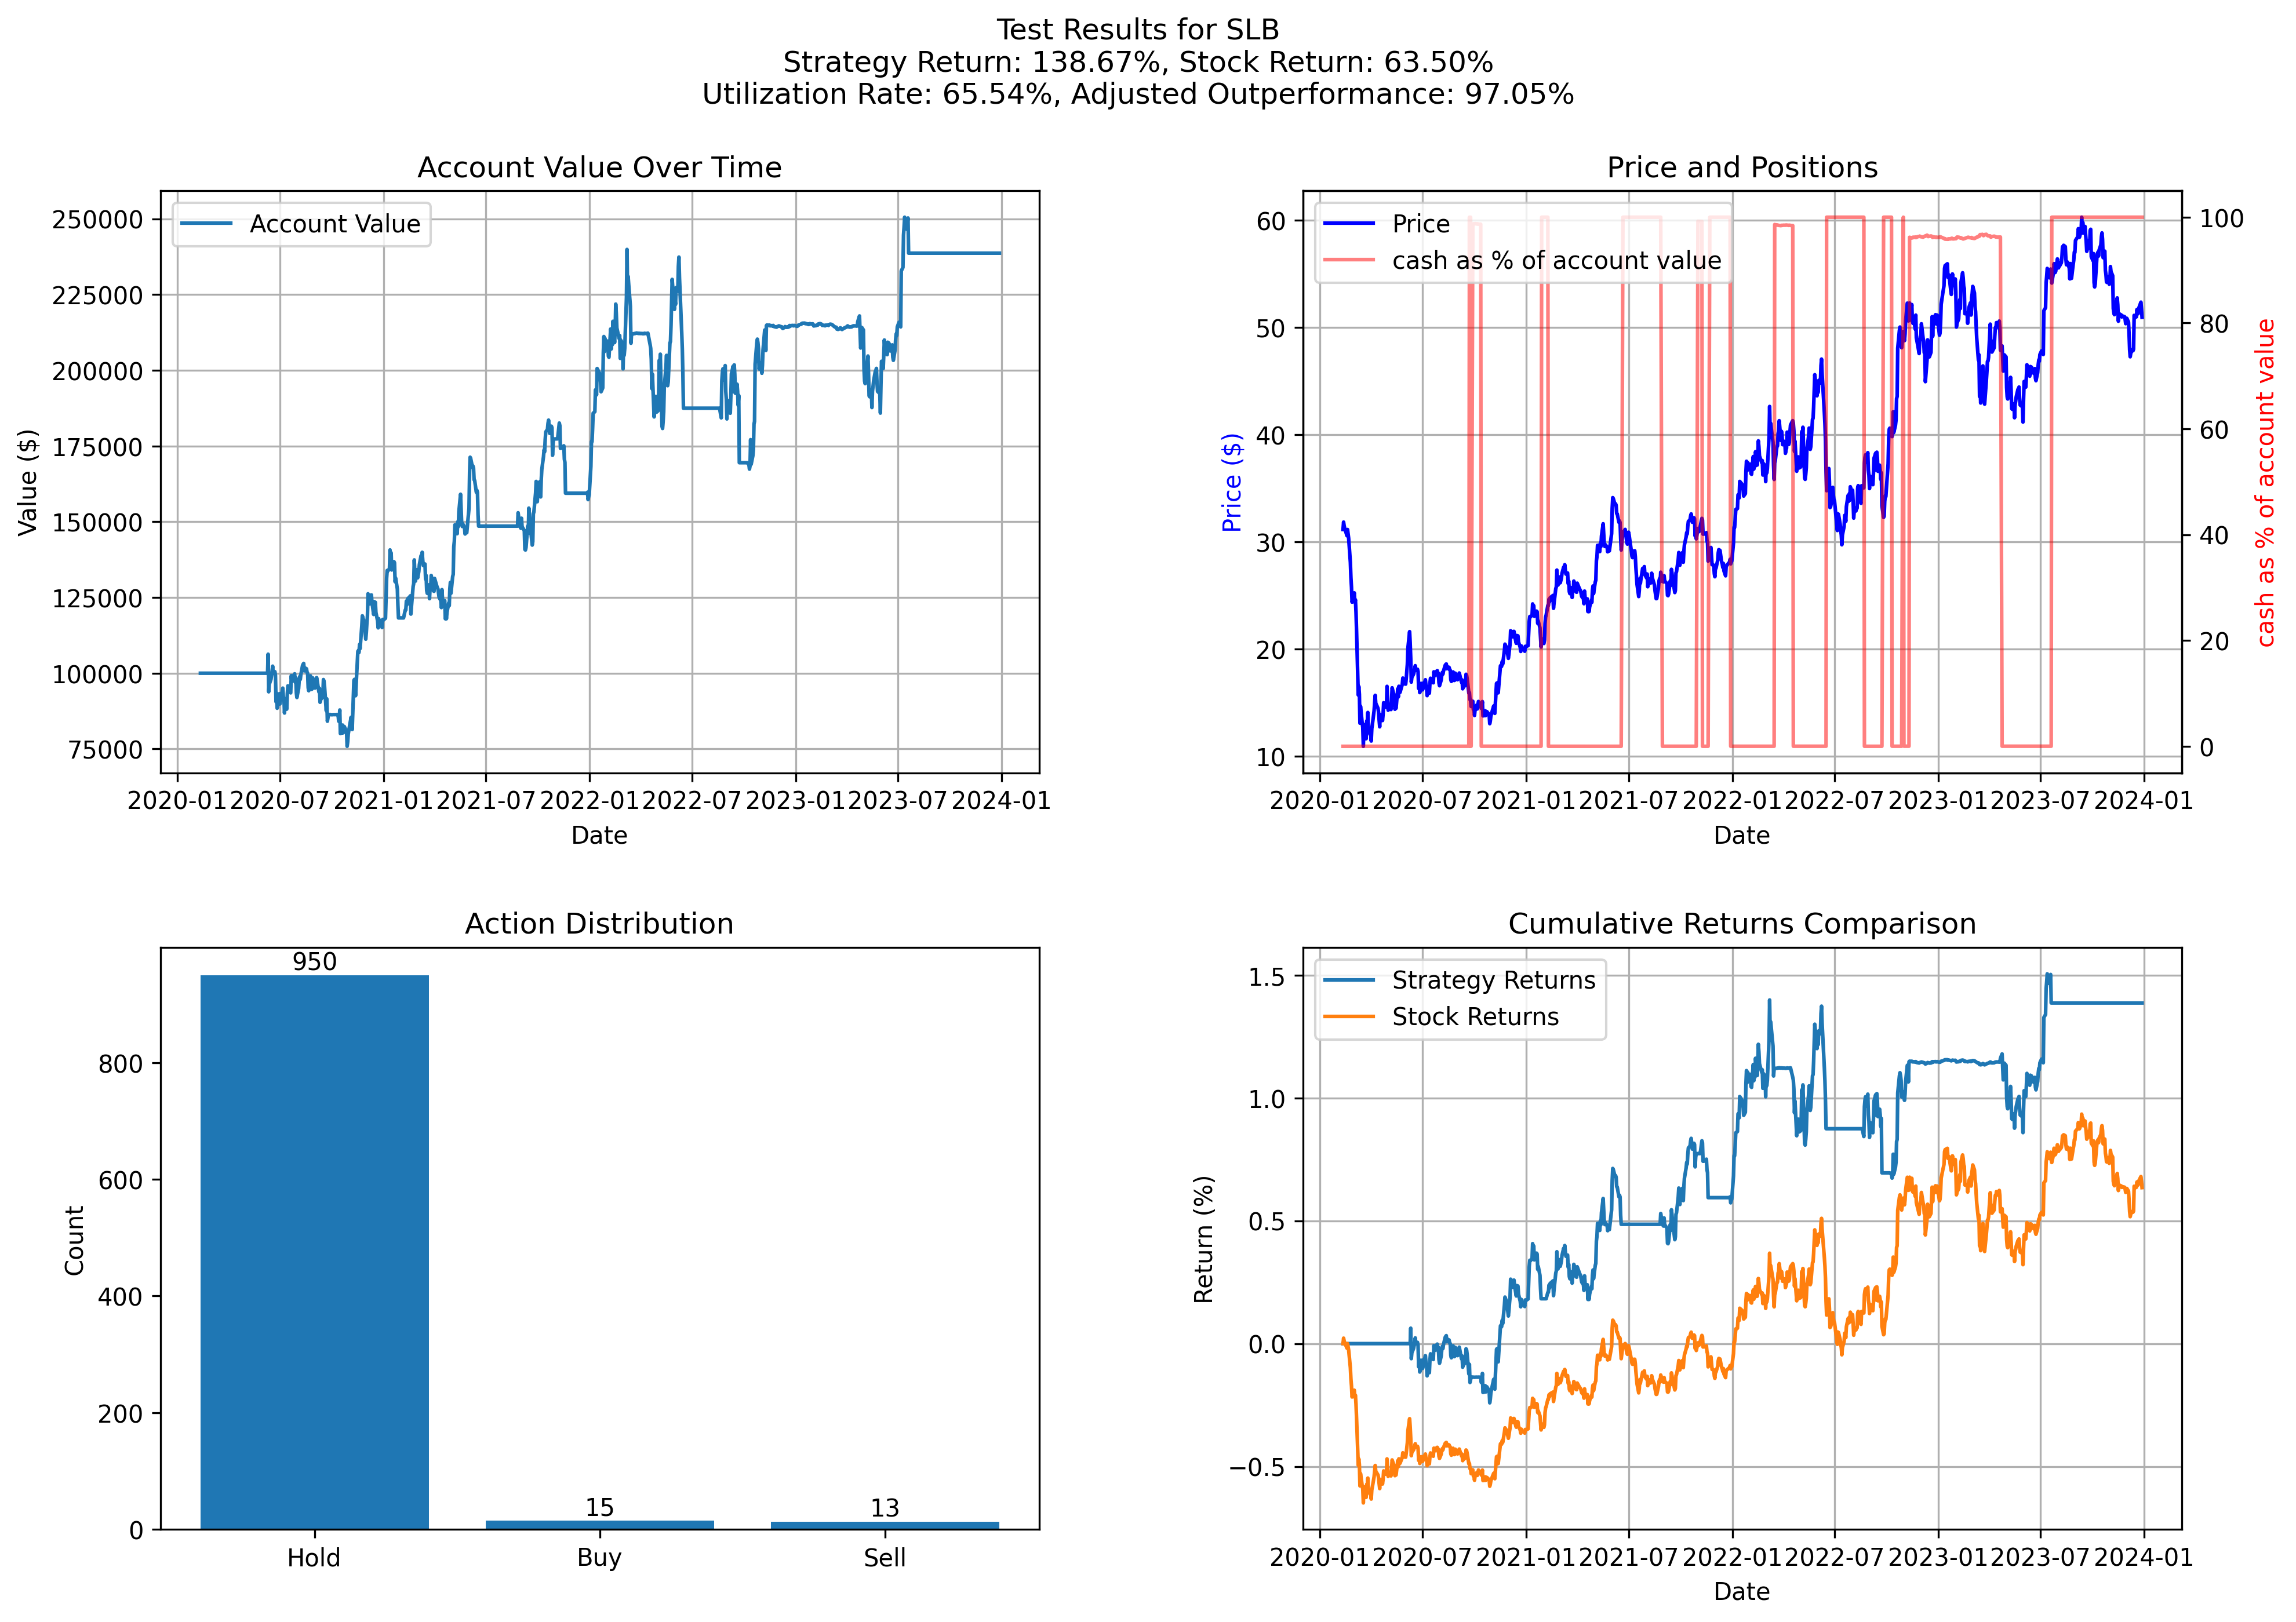 Test Results for SLB
Strategy Return: 138.67%, Stock Return: 63.50%
Utilization Rate: 65.54%, Adjusted Outperformance: 97.05%
Account Value Over Time
Account Value
Value ($)
250000
225000
200000
175000
150000
125000
100000
75000
2020-01 2020-07 2021-01 2021-07 2022-01 2022-07 2023-01 2023-07 2024-01
Date
Price and Positions
Price
cash as % of account value
Price ($)
60
50
40
30
20
10
100
80
60
40
20
0
cash as % of account value
2020-01 2020-07 2021-01 2021-07 2022-01 2022-07 2023-01 2023-07 2024-01
Date
Action Distribution
Count
800
600
400
200
0
950
15
13
Hold Buy Sell
Cumulative Returns Comparison
Strategy Returns
Stock Returns
Return (%)
1.5
1.0
0.5
0.0
−0.5
2020-01 2020-07 2021-01 2021-07 2022-01 2022-07 2023-01 2023-07 2024-01
Date